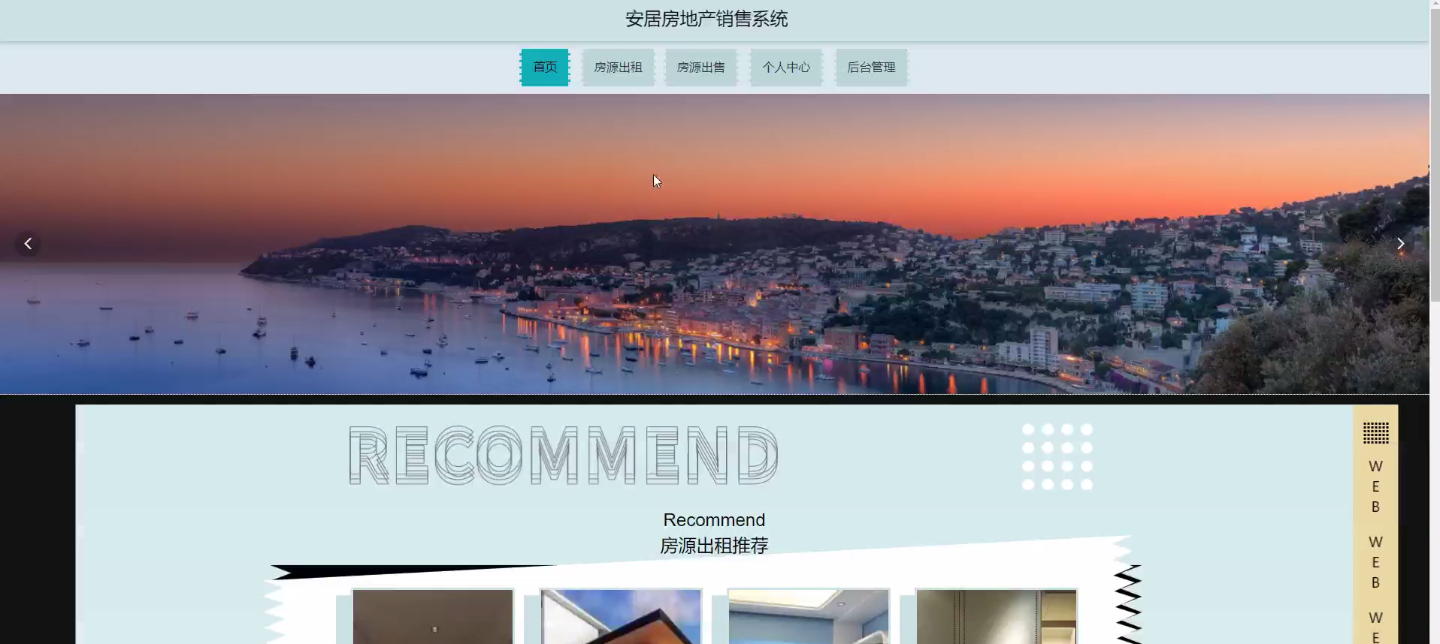 安居房地产销售系统
首页
房源出租
房源出售
个人中心
后台管理
RECOMMEND
Recommend
房源出租推荐
W
E
B
W
E
B
W
E